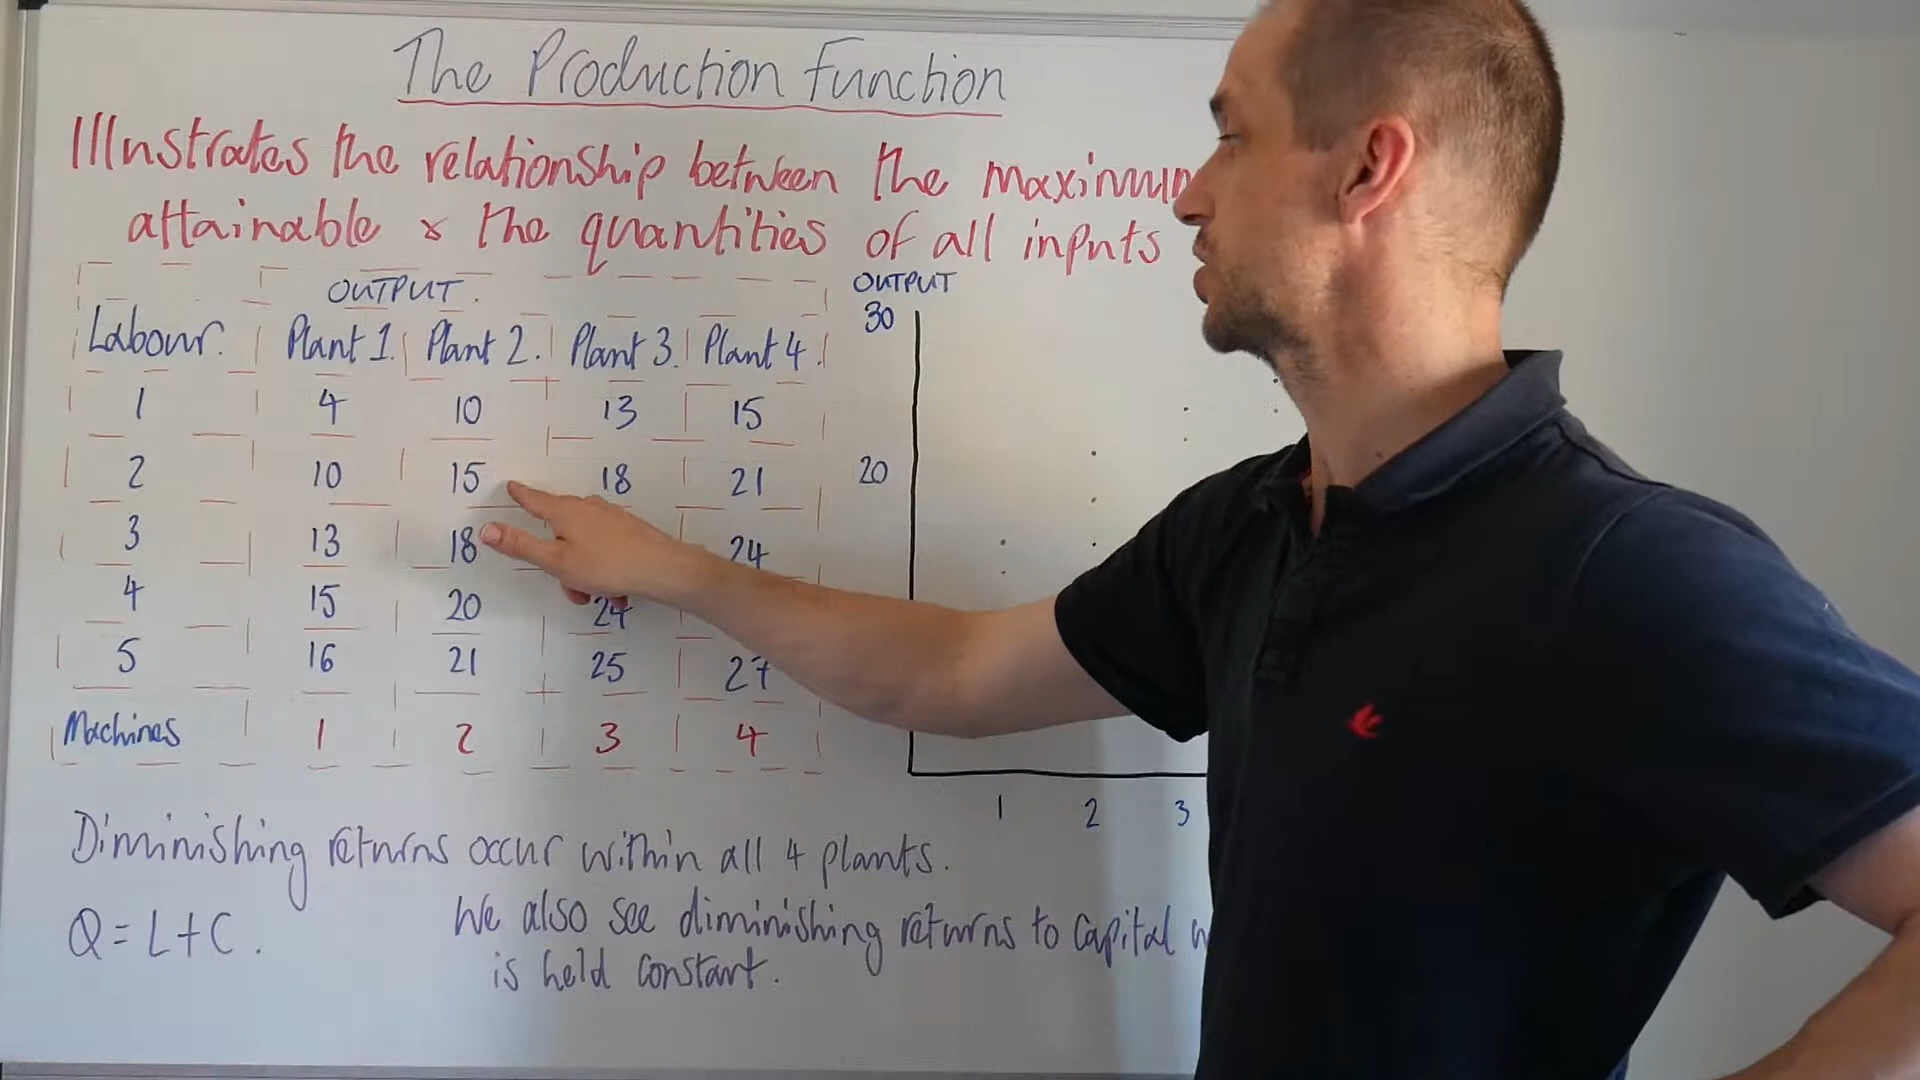 The Production Function
Illustrates the relationship between the
attainable & the quantities of all inputs
OUTPUT
Labour. Plant 1. Plant 2. Plant 3. Plant 4.
1 4 10 13 15
2 10 15 18 21
3 13 18 24
4 15 20 24
5 16 21 25 27
Machines 1 2 3 4
OUTPUT
30
20
1 2 3
Diminishing returns occur within all 4 plants.
Q = L + C.
We also see diminishing returns to capital
is held constant.